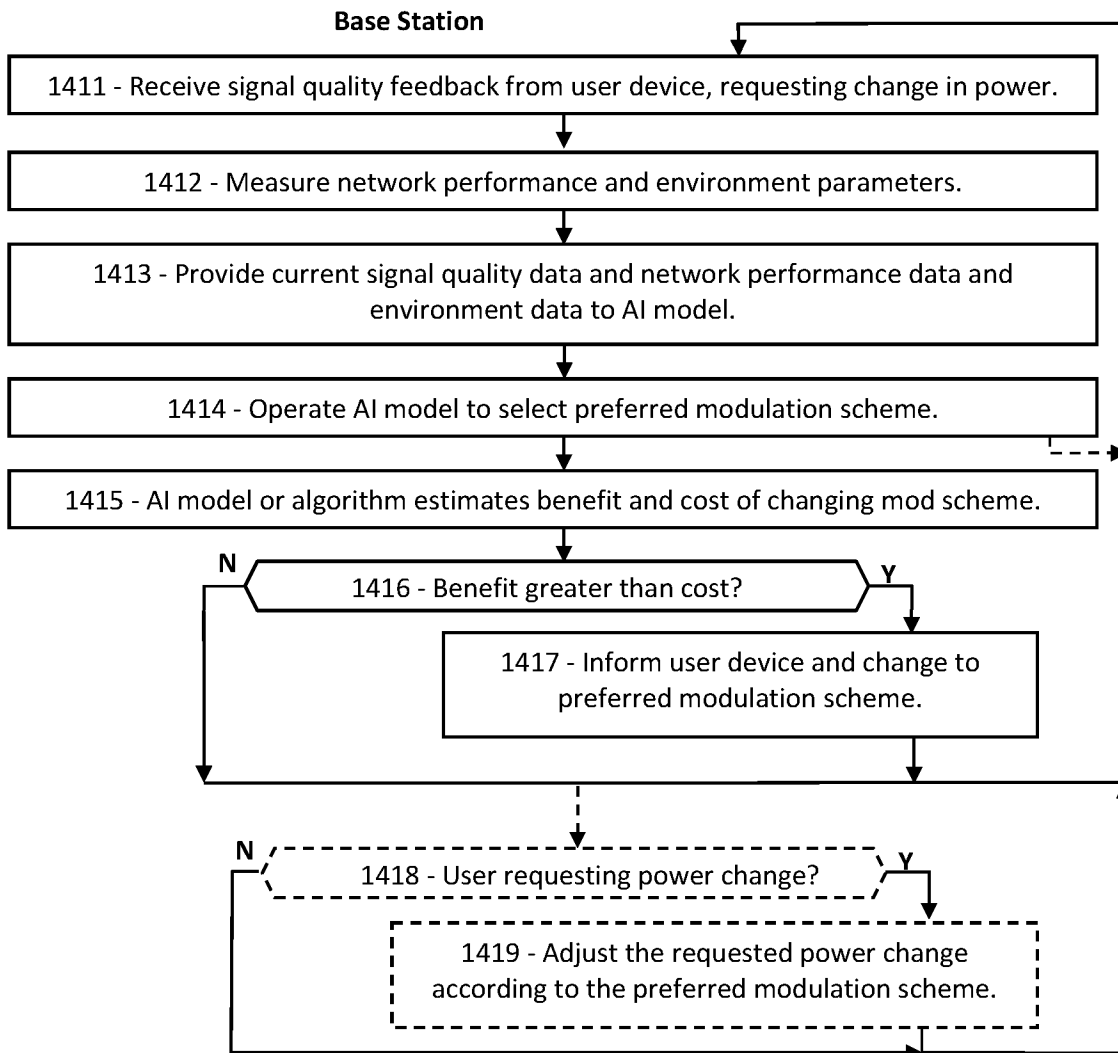 Base Station
1411 - Receive signal quality feedback from user device, requesting change in power.
1412 - Measure network performance and environment parameters.
1413 - Provide current signal quality data and network performance data and
environment data to AI model.
1414 - Operate AI model to select preferred modulation scheme.
1415 - AI model or algorithm estimates benefit and cost of changing mod scheme.
N
1416 - Benefit greater than cost?
Y
1417 - Inform user device and change to
preferred modulation scheme.
N
1418 - User requesting power change?
Y
1419 - Adjust the requested power change
according to the preferred modulation scheme.